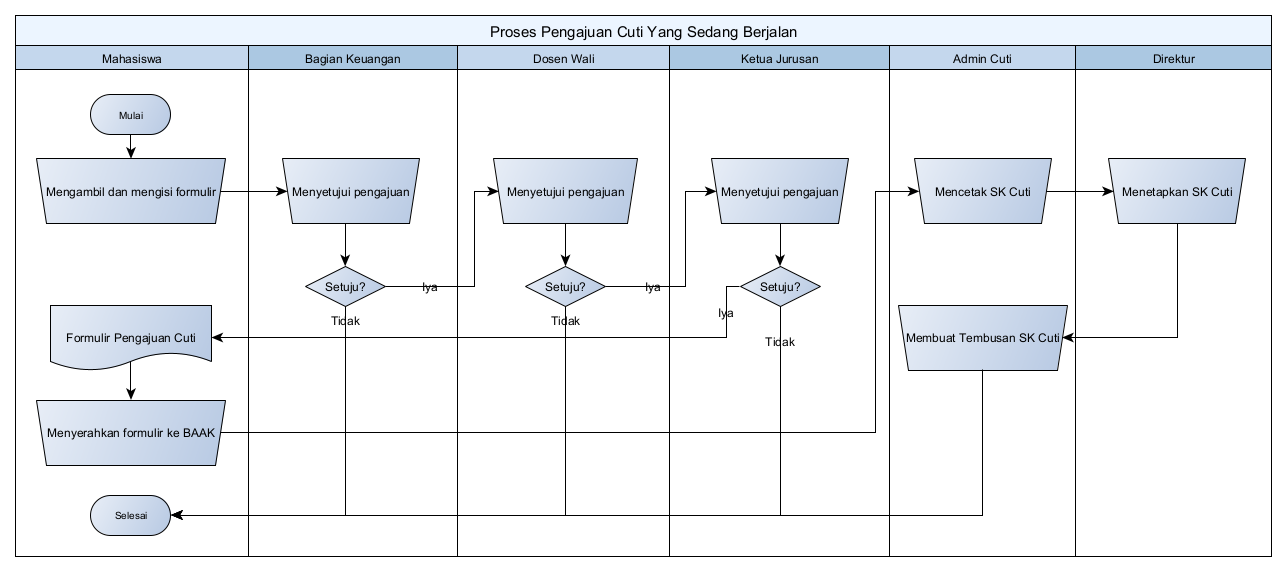 Proses Pengajuan Cuti Yang Sedang Berjalan
Mahasiswa
Bagian Keuangan
Dosen Wali
Ketua Jurusan
Admin Cuti
Direktur
Mulai
Mengambil dan mengisi formulir
Menyetujui pengajuan
Menyetujui pengajuan
Menyetujui pengajuan
Mencetak SK Cuti
Menetapkan SK Cuti
Setuju?
Iya
Setuju?
Iya
Setuju?
Iya
Tidak
Tidak
Tidak
Formulir Pengajuan Cuti
Membuat Tembusan SK Cuti
Menyerahkan formulir ke BAAK
Selesai